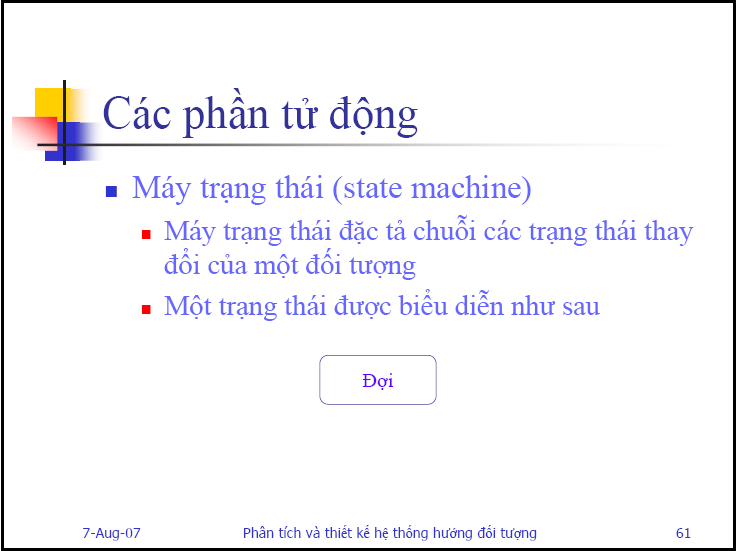 Các phần tử động
Máy trạng thái (state machine)
Máy trạng thái đặc tả chuỗi các trạng thái thay
đổi của một đối tượng
Một trạng thái được biểu diễn như sau
Đợi
7-Aug-07 Phân tích và thiết kế hệ thống hướng đối tượng 61